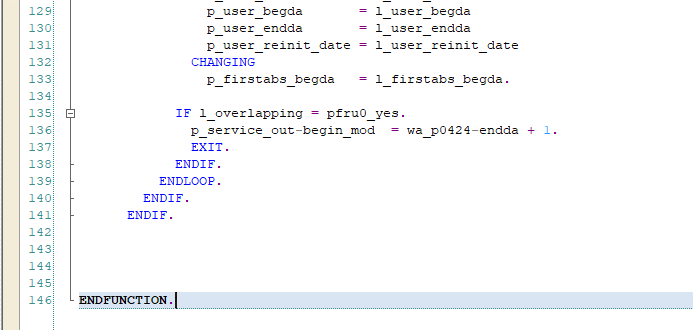 129 p_user_begda = l_user_begda
130 p_user_endda = l_user_endda
131 p_user_reinit_date = l_user_reinit_date
132 CHANGING
133 p_firstabs_begda = l_firstabs_begda.
134
135 IF l_overlapping = pfru0_yes.
136 p_service_out-begin_mod = wa_p0424-endda + 1.
137 EXIT.
138 ENDIF.
139 ENDLOOP.
140 ENDIF.
141 ENDIF.
142
143
144
145
146 ENDFUNCTION.